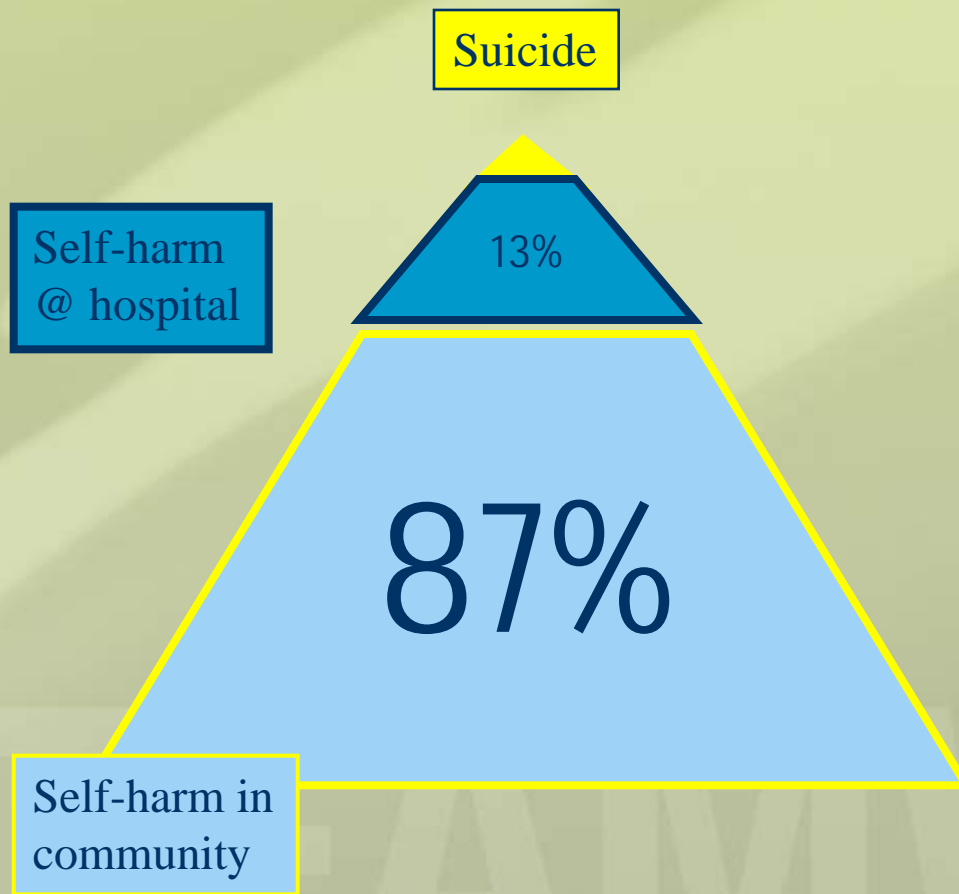 Suicide
13%
Self-harm
@ hospital
87%
Self-harm in
community